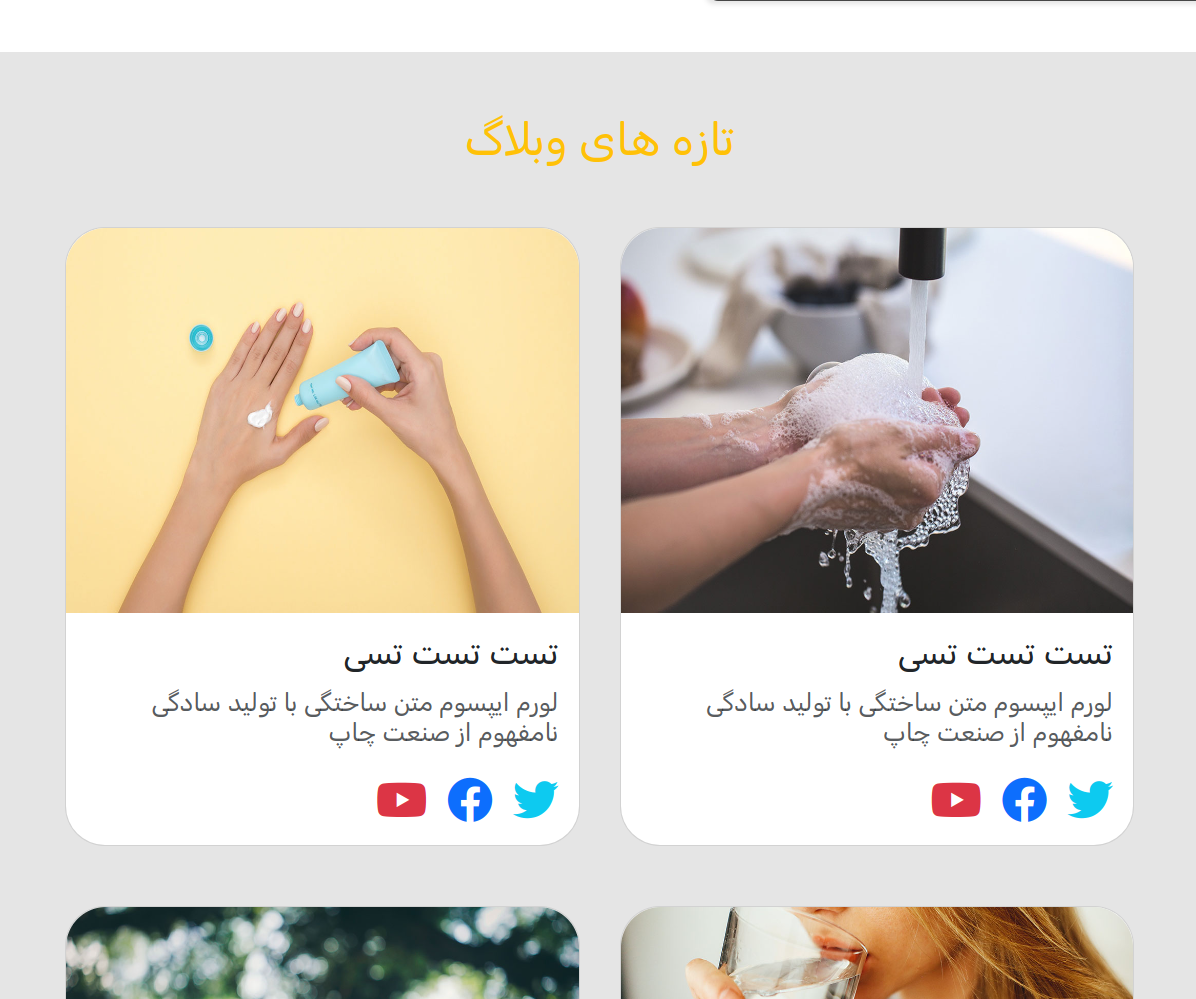 تازه های وبلاگ
تست تست تسی
لورم ایپسوم متن ساختگی با تولید سادگی
نامفهوم از صنعت چاپ
تست تست تسی
لورم ایپسوم متن ساختگی با تولید سادگی
نامفهوم از صنعت چاپ